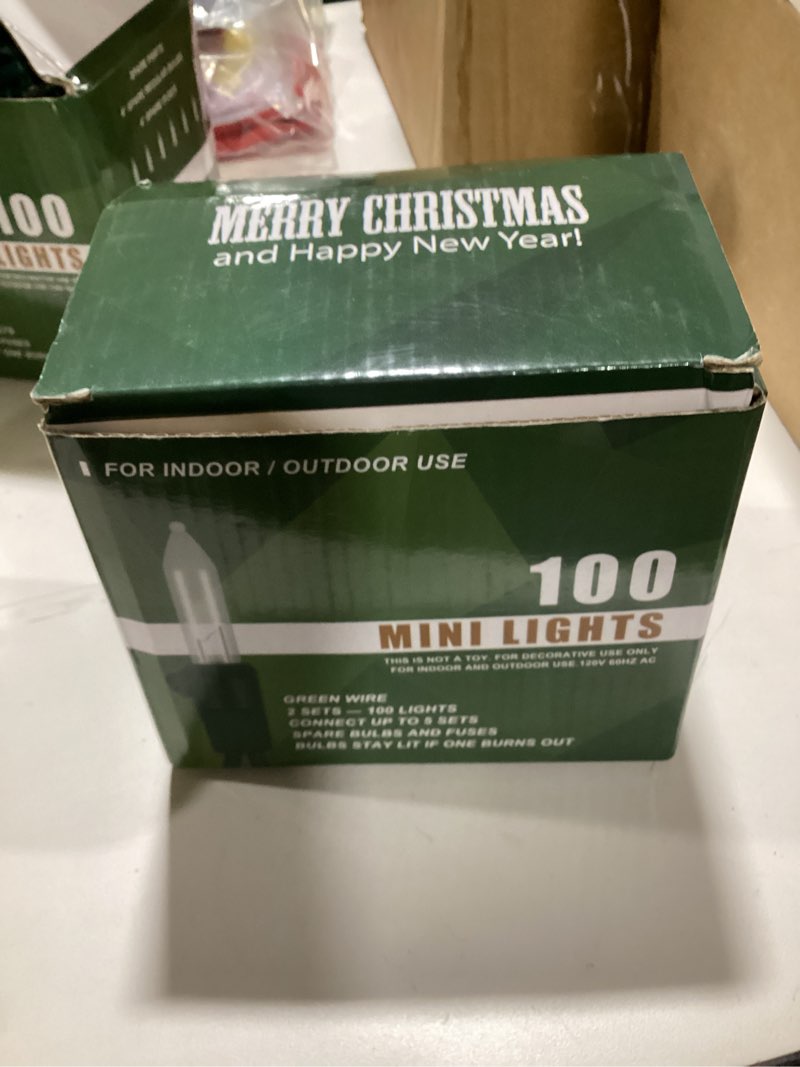 MERRY CHRISTMAS
and Happy New Year!
FOR INDOOR / OUTDOOR USE
100
MINI LIGHTS
THIS IS NOT A TOY. FOR DECORATIVE USE ONLY
FOR INDOOR AND OUTDOOR USE. 120V 60HZ AC
GREEN WIRE
2 SETS — 100 LIGHTS
CONNECT UP TO 5 SETS
SPARE BULBS AND FUSES
BULBS STAY LIT IF ONE BURNS OUT
SPARE PARTS
100
LIGHTS